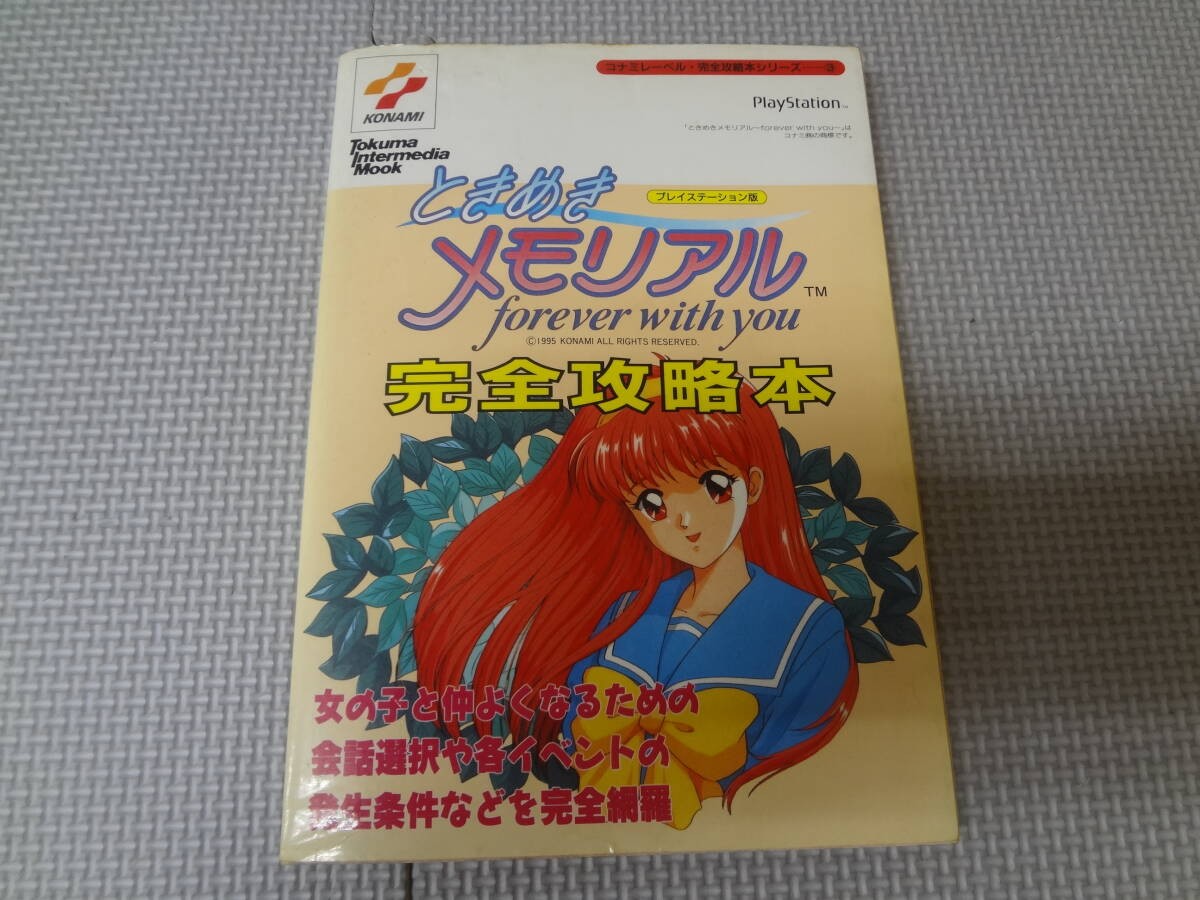 KONAMI
コナミレーベル・完全攻略本シリーズ——3
PlayStation™
「ときめきメモリアル～forever with you～」は
コナミ㈱の商標です。
Tokuma
Intermedia
Mook
ときめき
プレイステーション版
メモリアル™
forever with you
©1995 KONAMI ALL RIGHTS RESERVED.
完全攻略本
女の子と仲よくなるための
会話選択や各イベントの
発生条件などを完全網羅